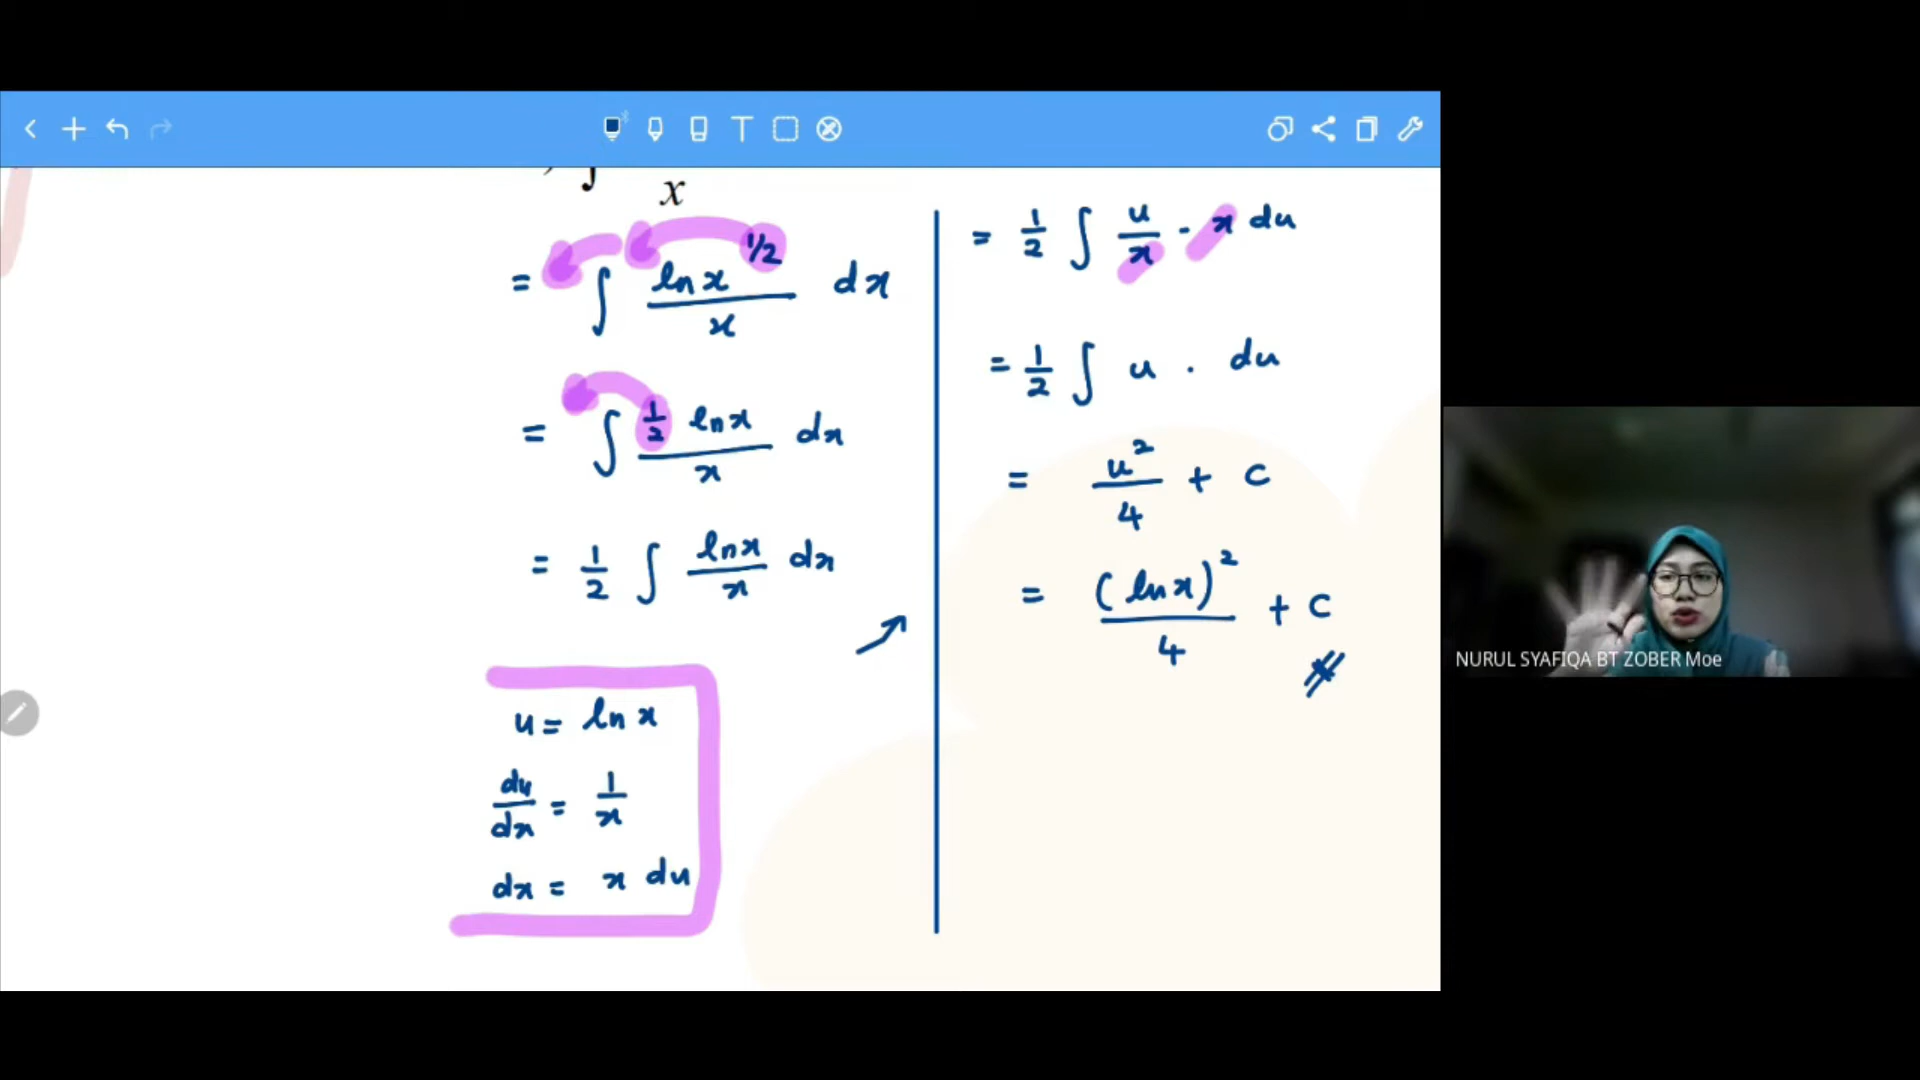 ∫
x
= ∫ ln x^{1/2} / x dx
= ∫ 1/2 ln x / x dx
= 1/2 ∫ ln x / x dx
u = ln x
du/dx = 1/x
dx = x du
= 1/2 ∫ u/x · x du
= 1/2 ∫ u · du
= u²/4 + c
= (ln x)²/4 + c
NURUL SYAFIQA BT ZOBER Moe